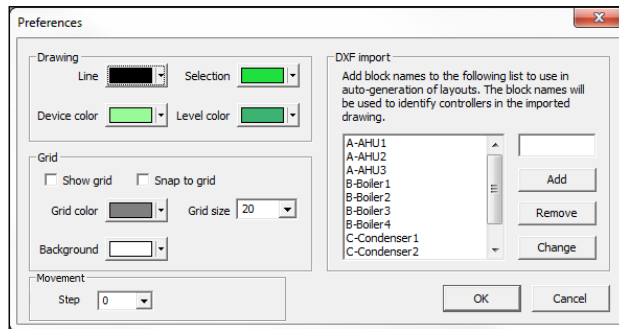 Preferences
Drawing
Line
Selection
Device color
Level color
Grid
Show grid
Snap to grid
Grid color
Grid size
20
Background
Movement
Step
0
DXF import
Add block names to the following list to use in
auto-generation of layouts. The block names will
be used to identify controllers in the imported
drawing.
A-AHU1
A-AHU2
A-AHU3
B-Boiler1
B-Boiler2
B-Boiler3
B-Boiler4
C-Condenser1
C-Condenser2
Add
Remove
Change
OK
Cancel